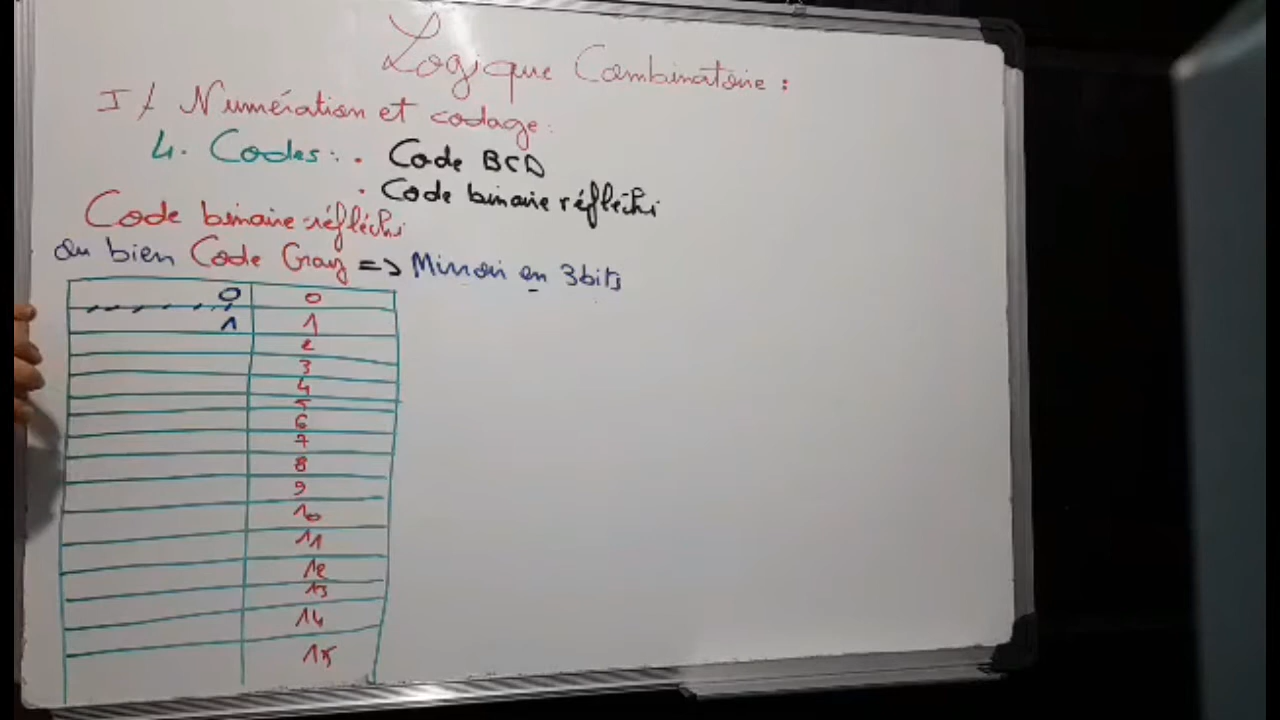 Logique Combinatoire :
I / Numération et codage :
4. Codes : . Code BCD
. Code binaire réfléchi
Code binaire réfléchi
ou bien Code Gray => Miroir en 3 bits
0 0
1 1
2
3
4
5
6
7
8
9
10
11
12
13
14
15